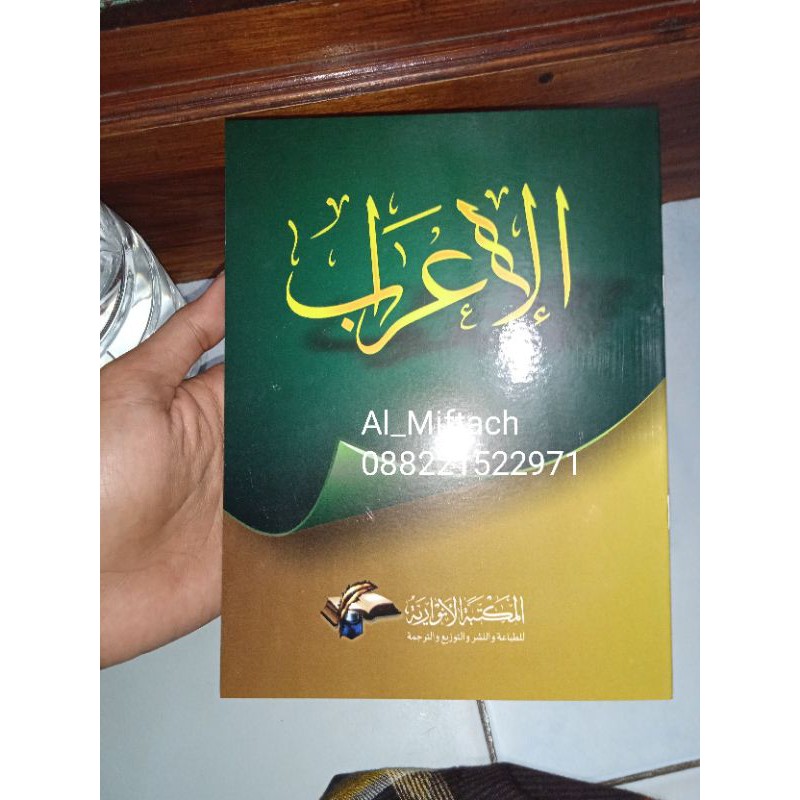 الإعراب
Al_Miftach
088221522971
المكتبة الأنوارية
للطباعة والنشر والتوزيع والترجمة